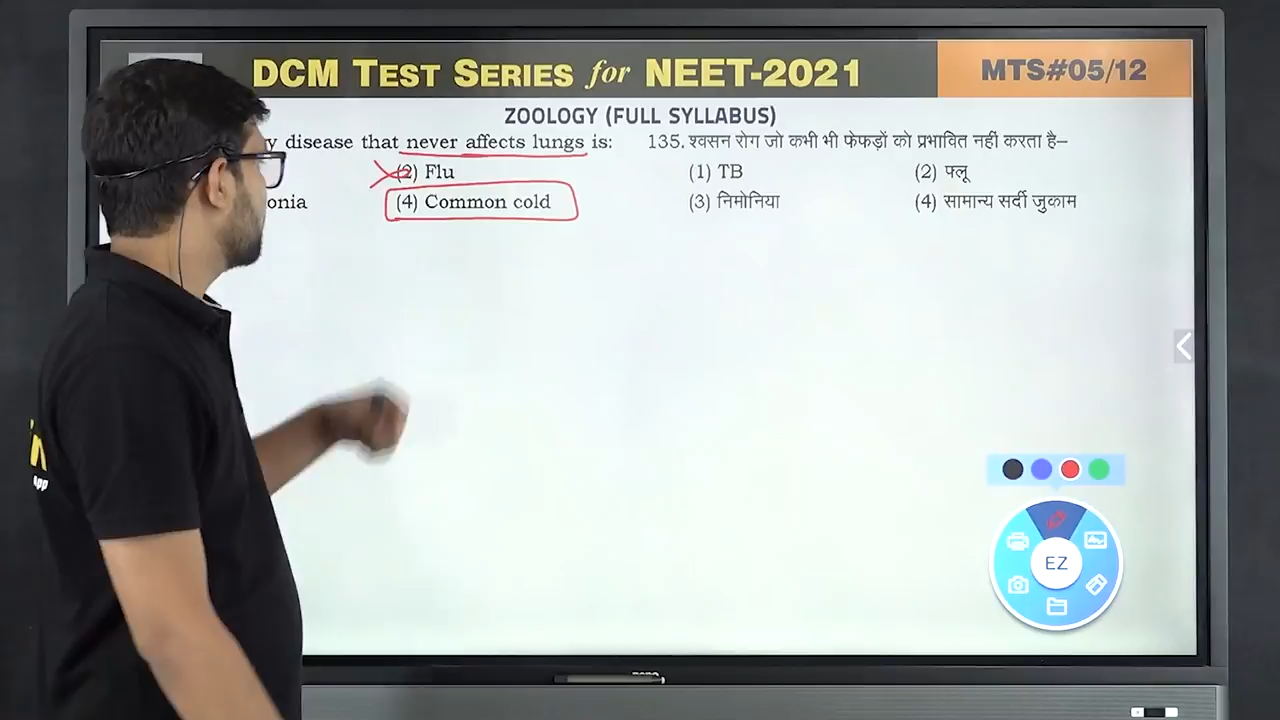 DCM TEST SERIES for NEET-2021
MTS#05/12
ZOOLOGY (FULL SYLLABUS)
disease that never affects lungs is:
(2) Flu
(4) Common cold
135. श्वसन रोग जो कभी भी फेफड़ों को प्रभावित नहीं करता है–
(1) TB (2) फ्लू
(3) निमोनिया (4) सामान्य सर्दी जुकाम
EZ